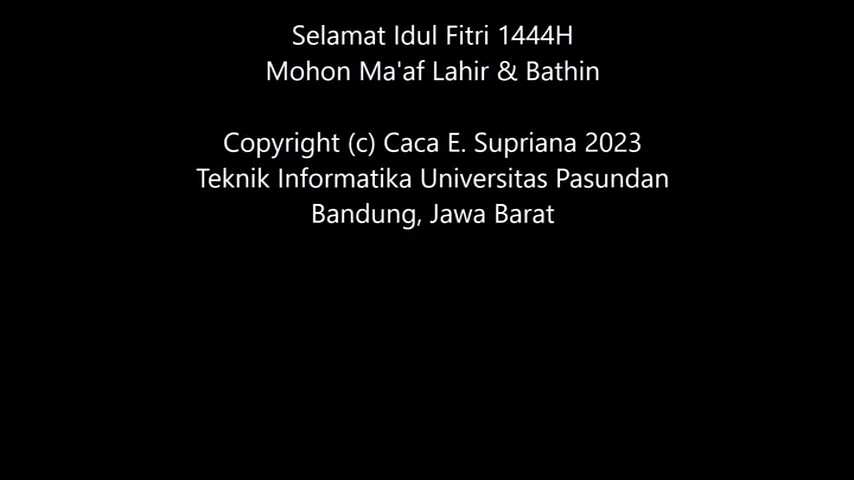 Selamat Idul Fitri 1444H
Mohon Ma'af Lahir & Bathin
Copyright (c) Caca E. Supriana 2023
Teknik Informatika Universitas Pasundan
Bandung, Jawa Barat